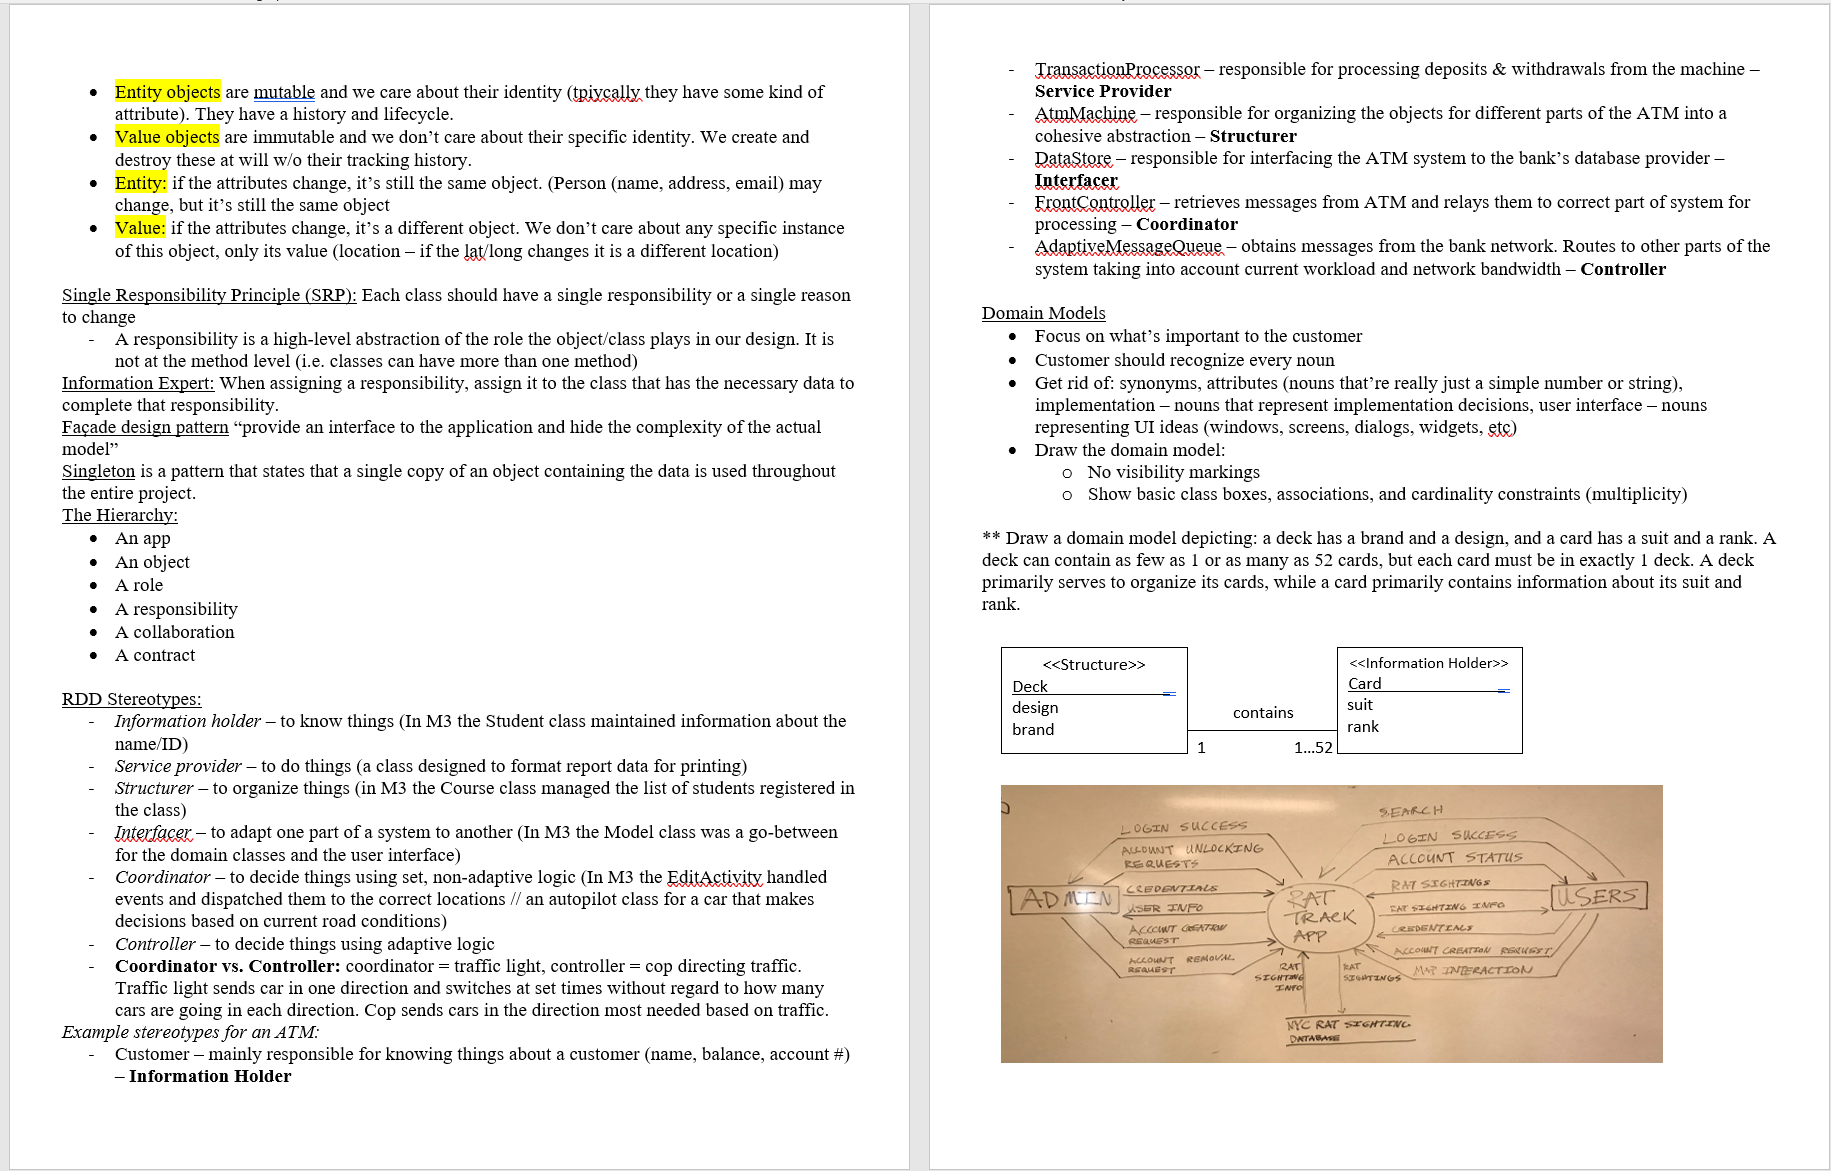 Entity objects are mutable and we care about their identity (tpivcally they have some kind of
attribute). They have a history and lifecycle.
Value objects are immutable and we don’t care about their specific identity. We create and
destroy these at will w/o their tracking history.
Entity: if the attributes change, it’s still the same object. (Person (name, address, email) may
change, but it’s still the same object
Value: if the attributes change, it’s a different object. We don’t care about any specific instance
of this object, only its value (location – if the lat/long changes it is a different location)
Single Responsibility Principle (SRP): Each class should have a single responsibility or a single reason
to change
- A responsibility is a high-level abstraction of the role the object/class plays in our design. It is
not at the method level (i.e. classes can have more than one method)
Information Expert: When assigning a responsibility, assign it to the class that has the necessary data to
complete that responsibility.
Façade design pattern “provide an interface to the application and hide the complexity of the actual
model”
Singleton is a pattern that states that a single copy of an object containing the data is used throughout
the entire project.
The Hierarchy:
An app
An object
A role
A responsibility
A collaboration
A contract
RDD Stereotypes:
- Information holder – to know things (In M3 the Student class maintained information about the
name/ID)
- Service provider – to do things (a class designed to format report data for printing)
- Structurer – to organize things (in M3 the Course class managed the list of students registered in
the class)
- Interfacer – to adapt one part of a system to another (In M3 the Model class was a go-between
for the domain classes and the user interface)
- Coordinator – to decide things using set, non-adaptive logic (In M3 the EditActivity handled
events and dispatched them to the correct locations // an autopilot class for a car that makes
decisions based on current road conditions)
- Controller – to decide things using adaptive logic
- Coordinator vs. Controller: coordinator = traffic light, controller = cop directing traffic.
Traffic light sends car in one direction and switches at set times without regard to how many
cars are going in each direction. Cop sends cars in the direction most needed based on traffic.
Example stereotypes for an ATM:
- Customer – mainly responsible for knowing things about a customer (name, balance, account #)
– Information Holder
- TransactionProcessor – responsible for processing deposits & withdrawals from the machine –
Service Provider
- AtmMachine – responsible for organizing the objects for different parts of the ATM into a
cohesive abstraction – Structurer
- DataStore – responsible for interfacing the ATM system to the bank’s database provider –
Interfacer
- FrontController – retrieves messages from ATM and relays them to correct part of system for
processing – Coordinator
- AdaptiveMessageQueue – obtains messages from the bank network. Routes to other parts of the
system taking into account current workload and network bandwidth – Controller
Domain Models
Focus on what’s important to the customer
Customer should recognize every noun
Get rid of: synonyms, attributes (nouns that’re really just a simple number or string),
implementation – nouns that represent implementation decisions, user interface – nouns
representing UI ideas (windows, screens, dialogs, widgets, etc)
Draw the domain model:
No visibility markings
Show basic class boxes, associations, and cardinality constraints (multiplicity)
** Draw a domain model depicting: a deck has a brand and a design, and a card has a suit and a rank. A
deck can contain as few as 1 or as many as 52 cards, but each card must be in exactly 1 deck. A deck
primarily serves to organize its cards, while a card primarily contains information about its suit and
rank.
<<Structure>>
Deck
design
brand
contains
1
1...52
<<Information Holder>>
Card
suit
rank
LOGIN SUCCESS
ACCOUNT UNLOCKING
REQUESTS
CREDENTIALS
USER INFO
ACCOUNT CREATION
REQUEST
ACCOUNT REMOVAL
REQUEST
ADMIN
RAT
TRACK
APP
SEARCH
LOGIN SUCCESS
ACCOUNT STATUS
RAT SIGHTINGS
RAT SIGHTING INFO
CREDENTIALS
ACCOUNT CREATION REQUEST
MAP INTERACTION
USERS
RAT
SIGHTING
INFO
RAT
SIGHTINGS
NYC RAT SIGHTING
DATABASE